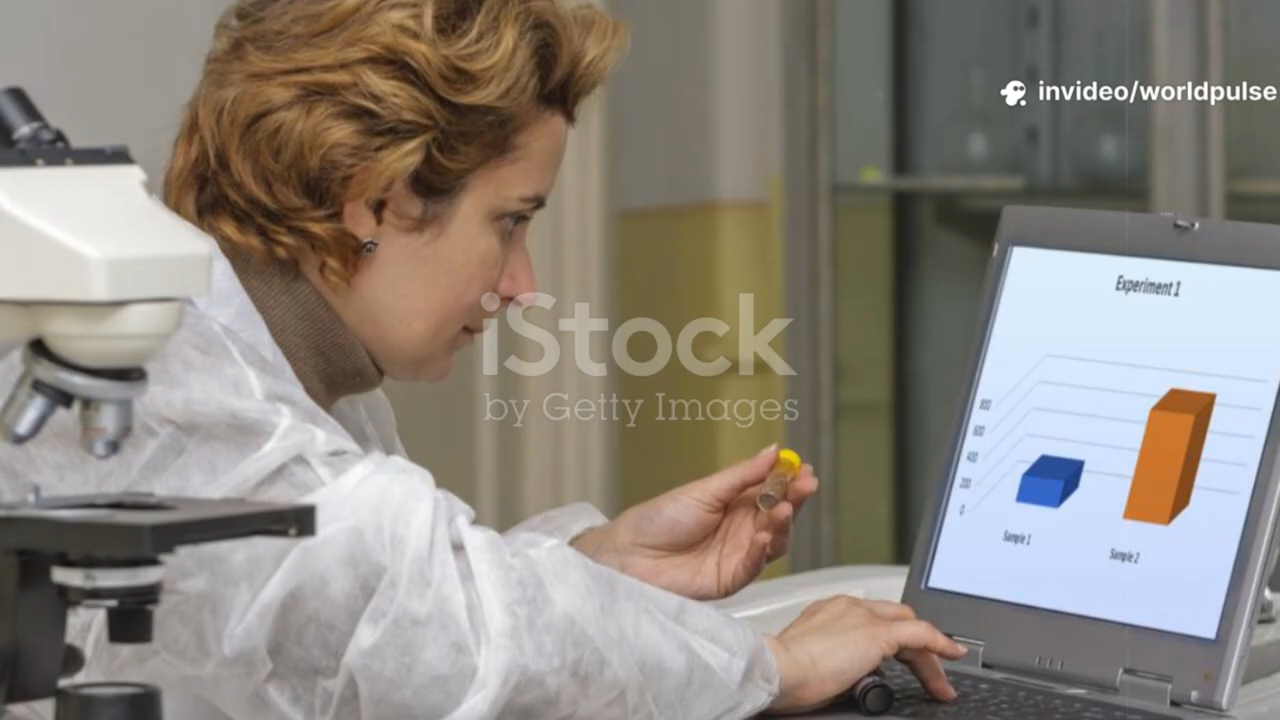 invideo/worldpulse
Experiment 1
iStock
by Getty Images
800
600
400
200
0
Sample 1
Sample 2